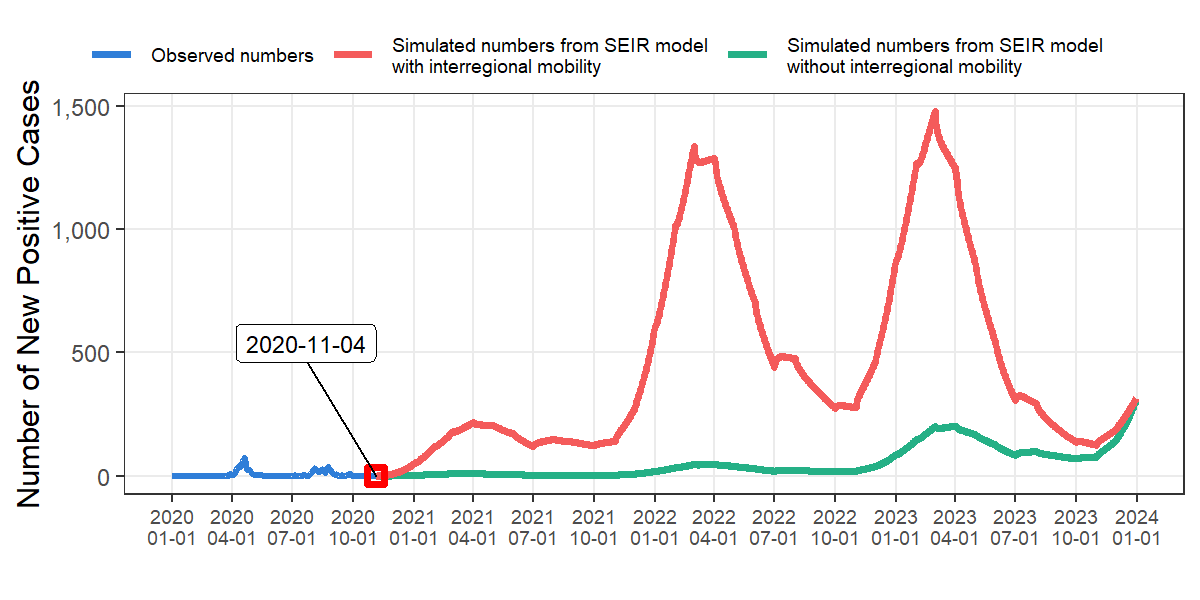 Observed numbers
Simulated numbers from SEIR model
with interregional mobility
Simulated numbers from SEIR model
without interregional mobility
Number of New Positive Cases
1,500
1,000
500
0
2020-11-04
2020 2020 2020 2020 2021 2021 2021 2021 2022 2022 2022 2022 2023 2023 2023 2023 2024
01-01 04-01 07-01 10-01 01-01 04-01 07-01 10-01 01-01 04-01 07-01 10-01 01-01 04-01 07-01 10-01 01-01